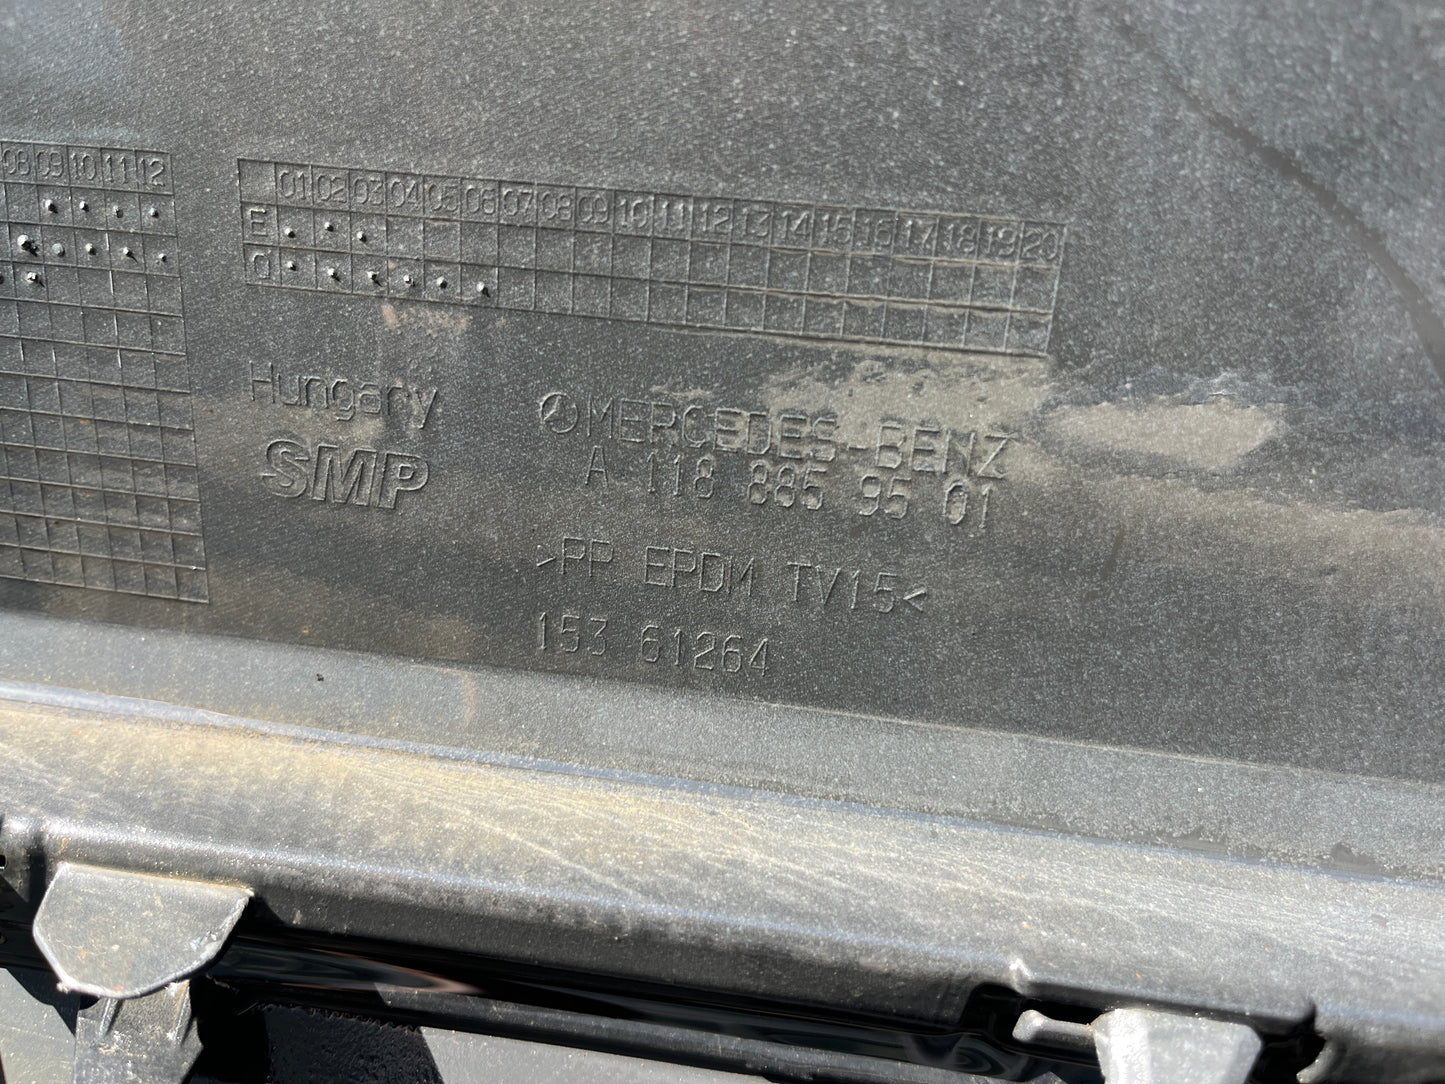 08 09 10 11 12
01 02 03 04 05 06 07 08 09 10 11 12 13 14 15 16 17 18 19 20
E
Q
Hungary
SMP
MERCEDES-BENZ
A 118 885 95 01
>PP EPDM TV15<
153 61264